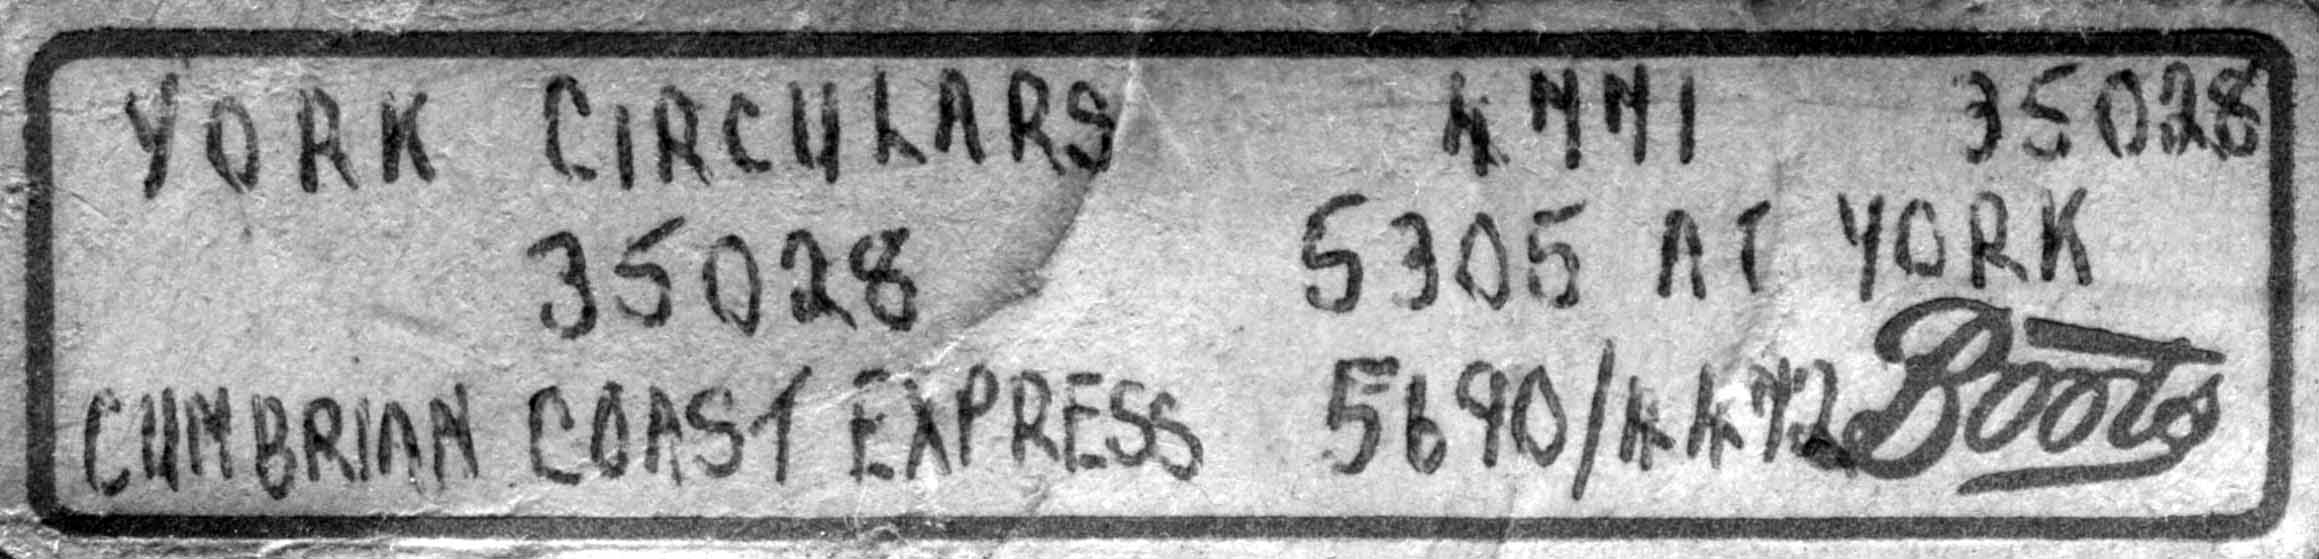 YORK CIRCULARS 4771 35028
35028 5305 AT YORK
CUMBRIAN COAST EXPRESS 5690/4472 Boots